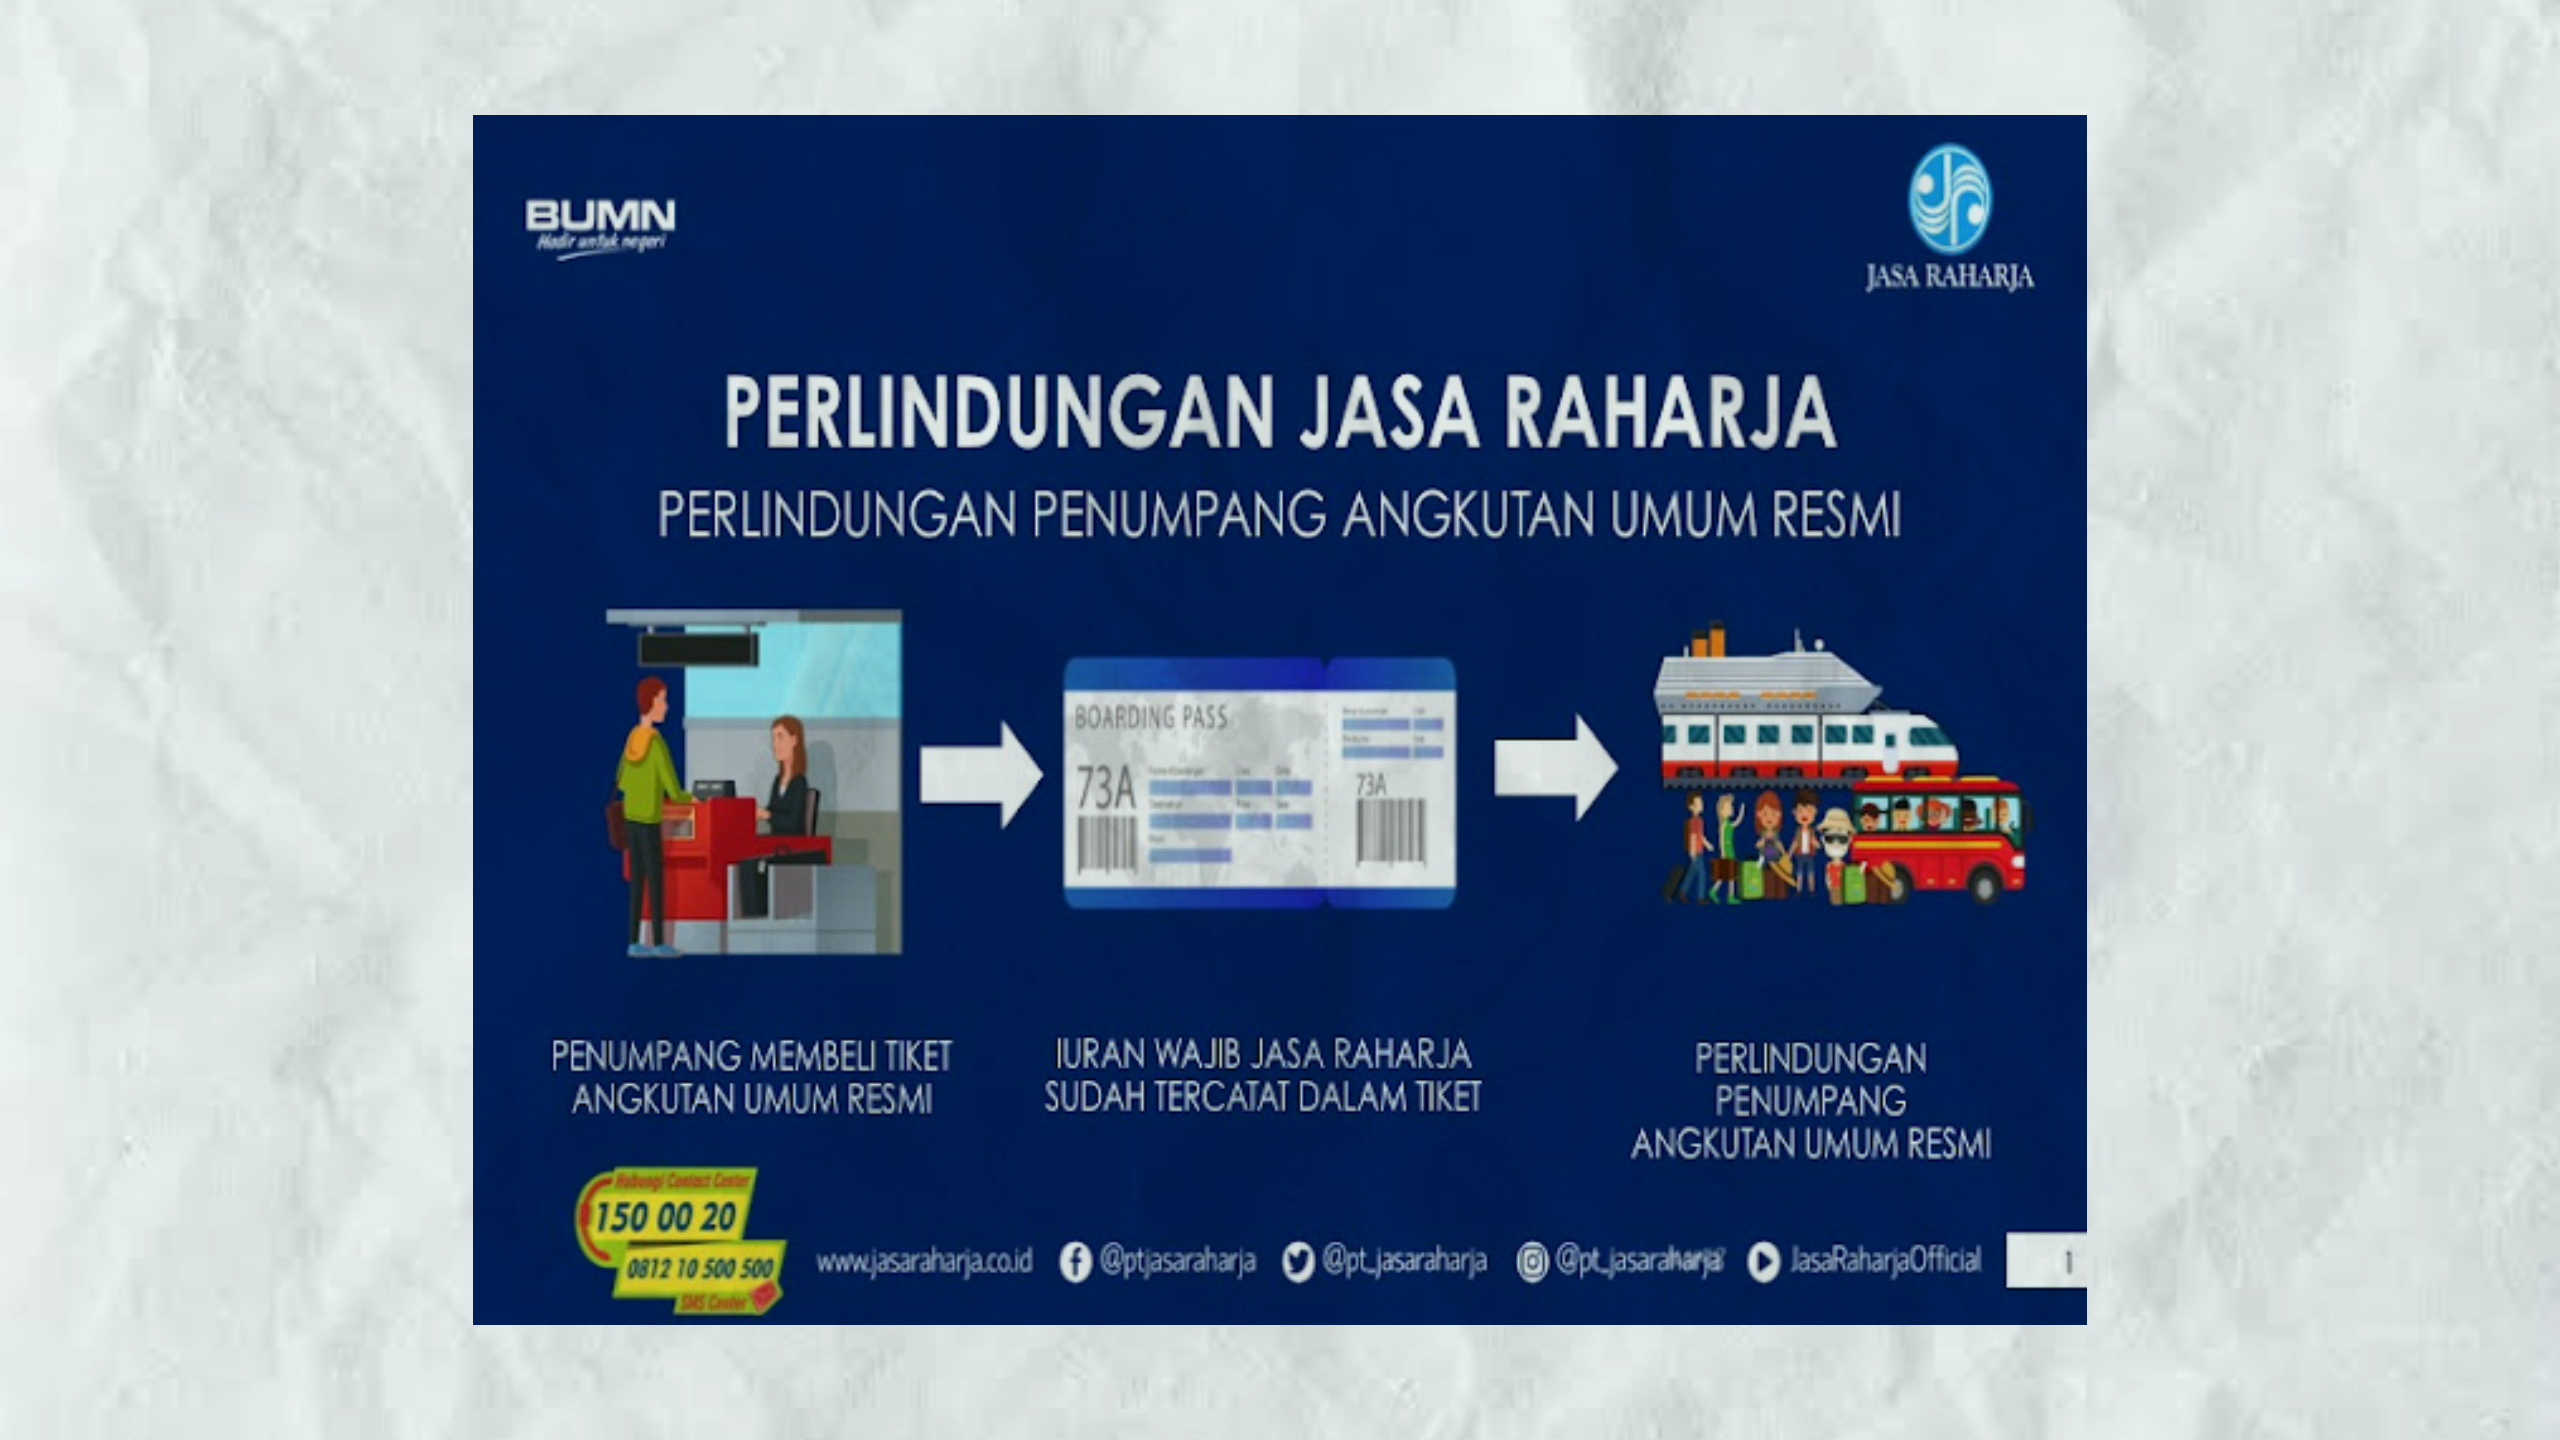 BUMN
Hadir untuk negeri
JASA RAHARJA
PERLINDUNGAN JASA RAHARJA
PERLINDUNGAN PENUMPANG ANGKUTAN UMUM RESMI
BOARDING PASS
73A
73A
PENUMPANG MEMBELI TIKET
ANGKUTAN UMUM RESMI
IURAN WAJIB JASA RAHARJA
SUDAH TERCATAT DALAM TIKET
PERLINDUNGAN
PENUMPANG
ANGKUTAN UMUM RESMI
Hubungi Contact Center
150 00 20
0812 10 500 500
SMS Center
www.jasaraharja.co.id
@ptjasaraharja
@pt_jasaraharja
@pt_jasaraharja
JasaRaharjaOfficial
1